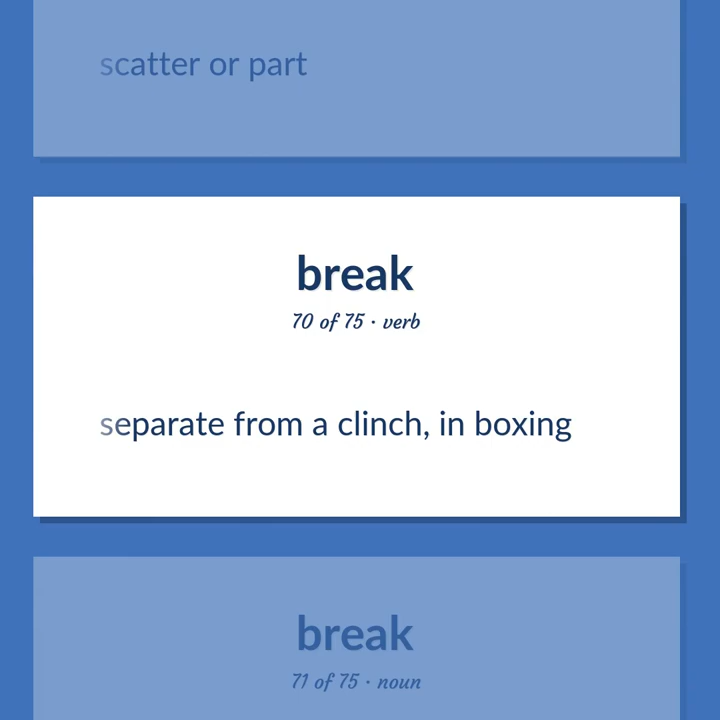 scatter or part
break
70 of 75 · verb
separate from a clinch, in boxing
break
71 of 75 · noun